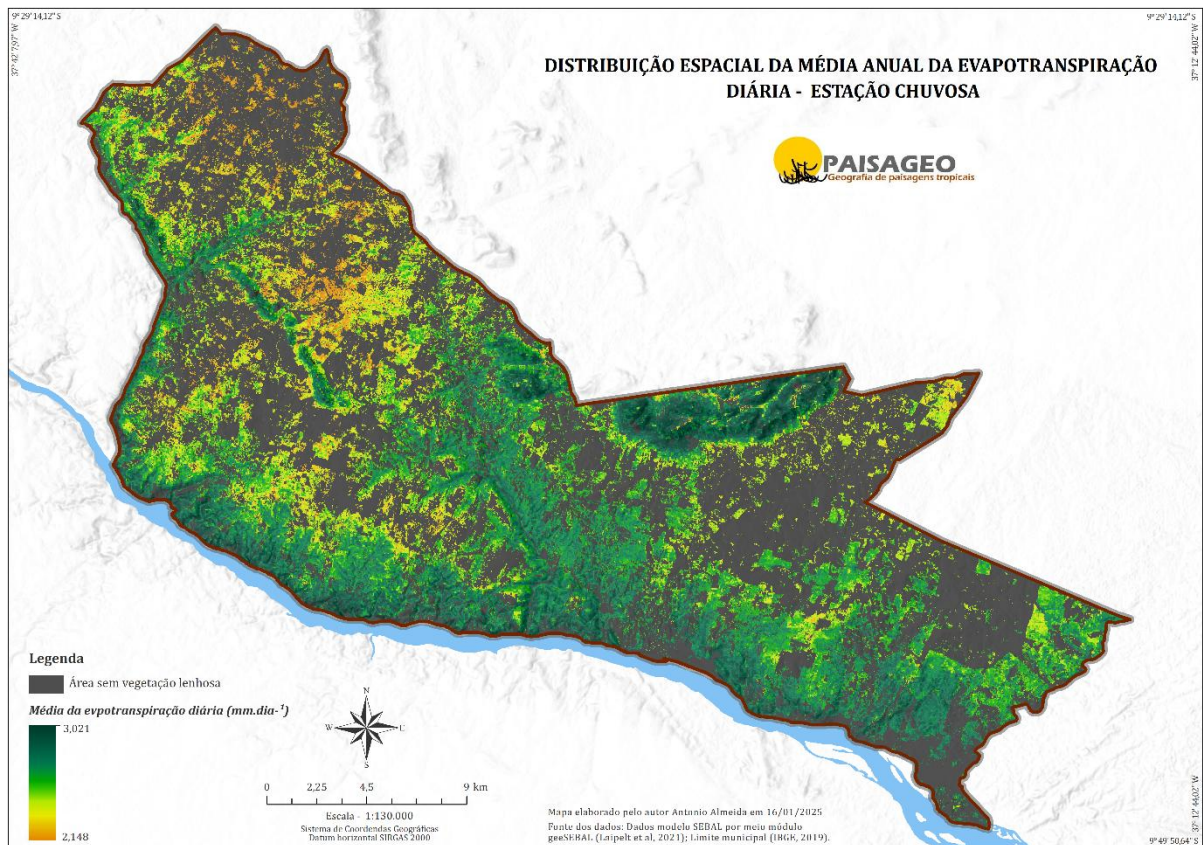 9° 29' 14,12" S
9° 29' 14,12" S
37° 42' 7,97" W
37° 12' 44,02" W
DISTRIBUIÇÃO ESPACIAL DA MÉDIA ANUAL DA EVAPOTRANSPIRAÇÃO
DIÁRIA - ESTAÇÃO CHUVOSA
PAISAGEO
Geografia de paisagens tropicais
Legenda
Área sem vegetação lenhosa
Média da evpotranspiração diária (mm.dia-¹)
3,021
2,148
N
W
S
0 2,25 4,5 9 km
Escala - 1:130.000
Sistema de Coordendas Geográficas
Datum horizontal SIRGAS 2000
Mapa elaborado pelo autor Antonio Almeida em 16/01/2025
Fonte dos dados: Dados modelo SEBAL por meio módulo
geeSEBAL (Laipelt et al, 2021); Limite municipal (IBGE, 2019).
37° 12' 44,02" W
9° 49' 50,64" S